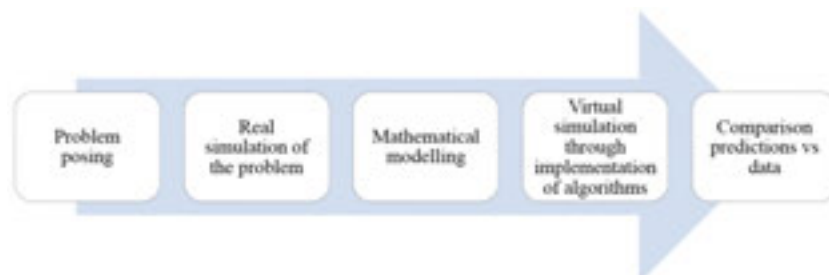 Problem
posing
Real
simulation of
the problem
Mathematical
modelling
Virtual
simulation
through
implementation
of algorithms
Comparison
predictions vs
data